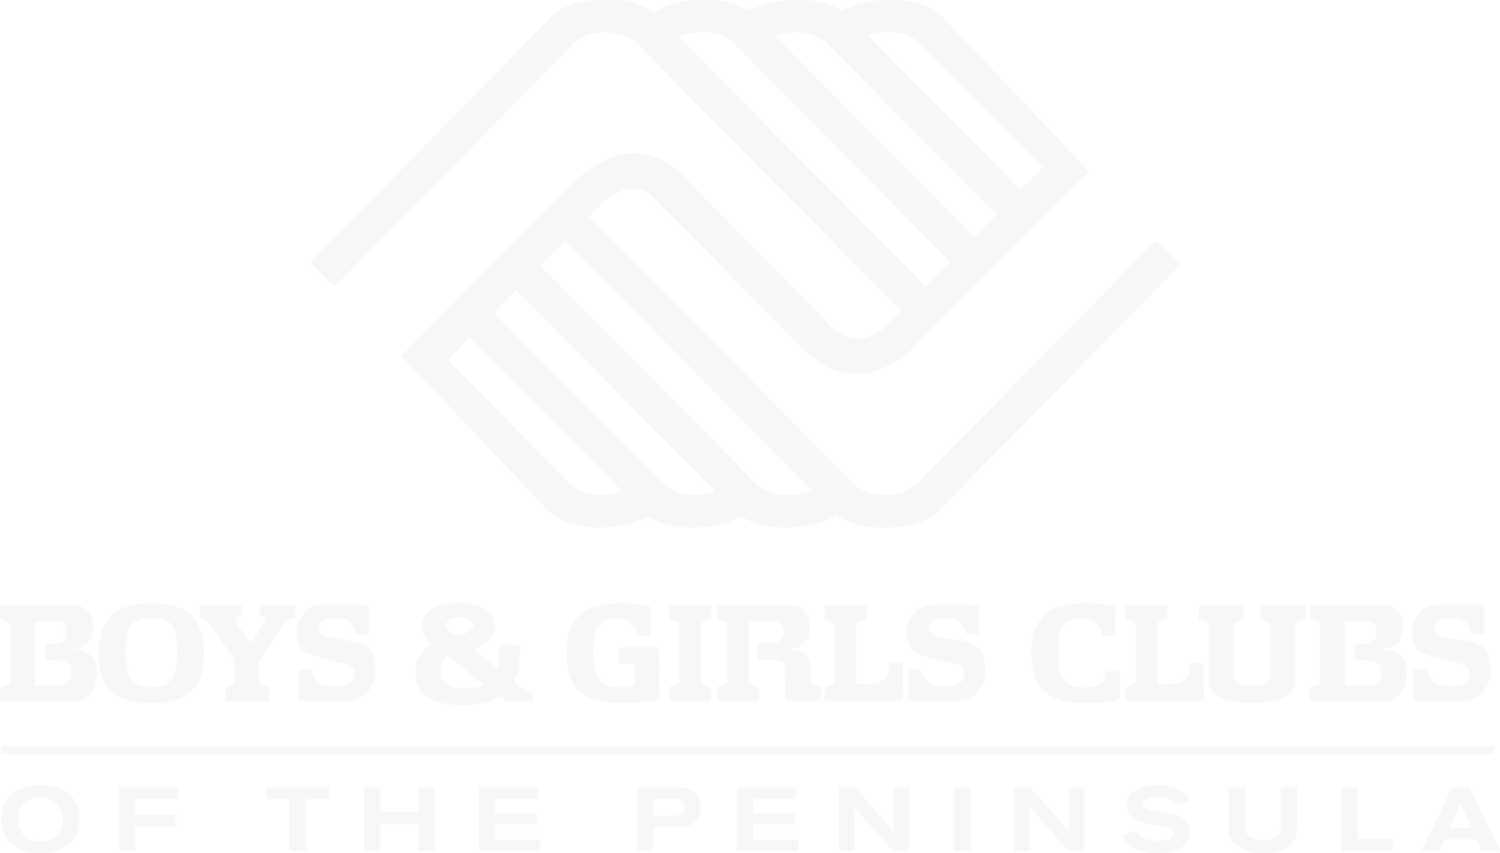 BOYS & GIRLS CLUBS
OF THE PENINSULA